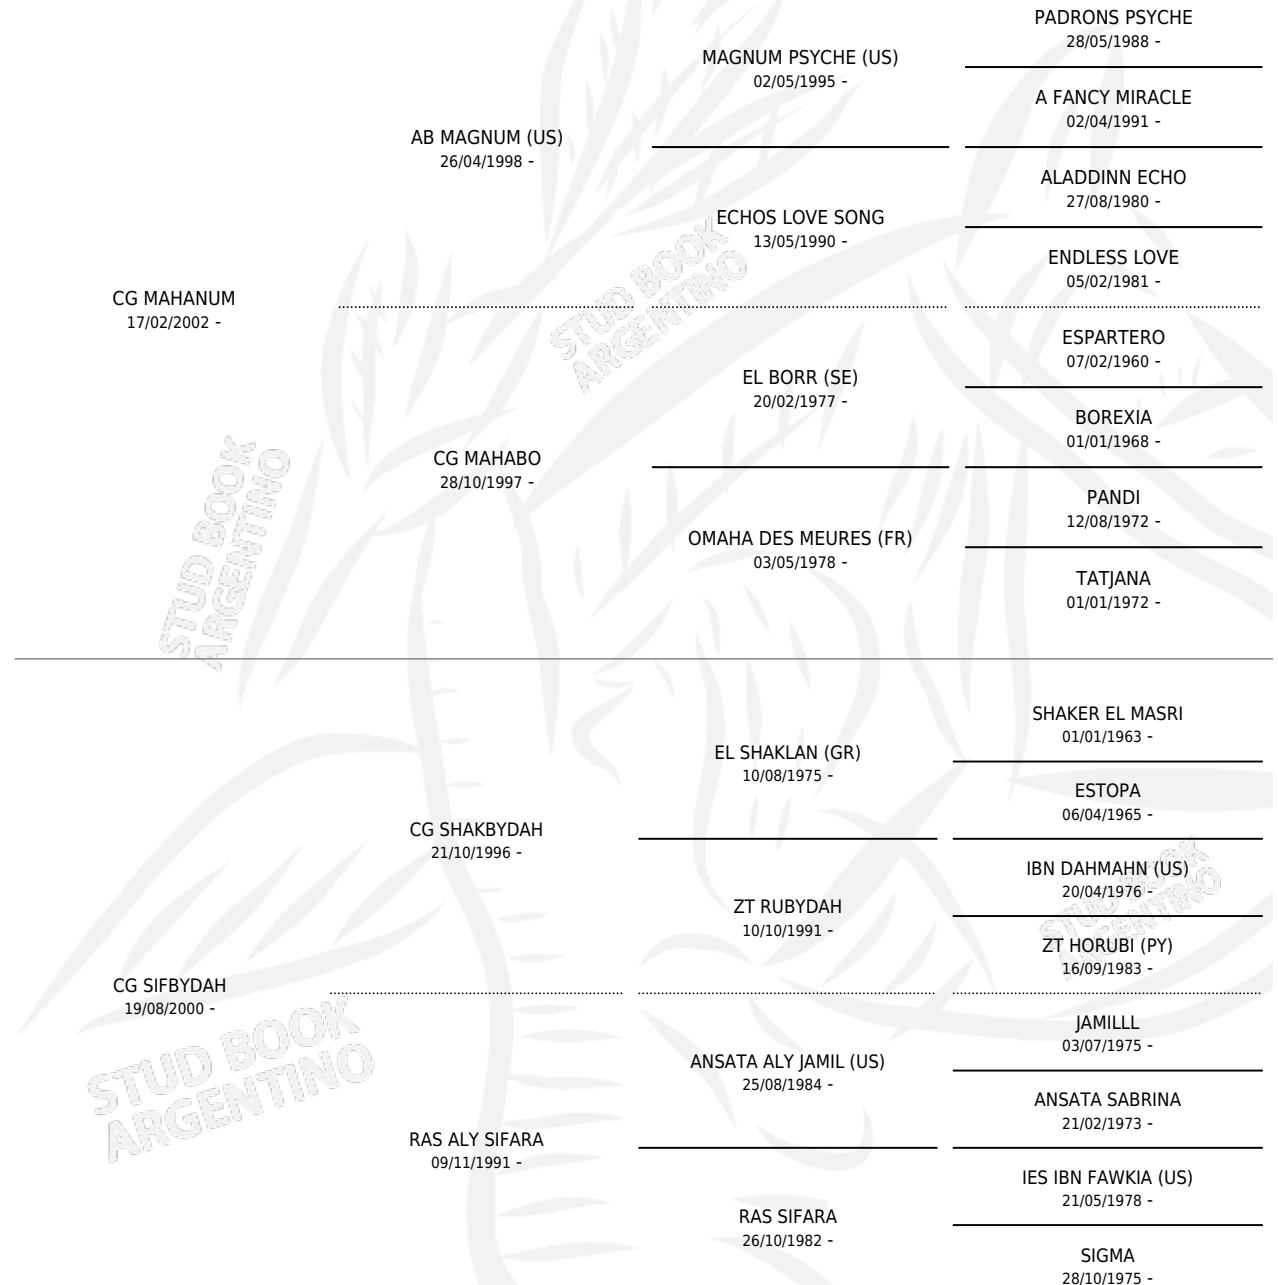 PADRONS PSYCHE
28/05/1988 -
MAGNUM PSYCHE (US)
02/05/1995 -
A FANCY MIRACLE
02/04/1991 -
AB MAGNUM (US)
26/04/1998 -
ALADDINN ECHO
27/08/1980 -
ECHOS LOVE SONG
13/05/1990 -
ENDLESS LOVE
05/02/1981 -
CG MAHANUM
17/02/2002 -
ESPARTERO
07/02/1960 -
EL BORR (SE)
20/02/1977 -
BOREXIA
01/01/1968 -
CG MAHABO
28/10/1997 -
PANDI
12/08/1972 -
OMAHA DES MEURES (FR)
03/05/1978 -
TATJANA
01/01/1972 -
SHAKER EL MASRI
01/01/1963 -
EL SHAKLAN (GR)
10/08/1975 -
ESTOPA
06/04/1965 -
CG SHAKBYDAH
21/10/1996 -
IBN DAHMAHN (US)
20/04/1976 -
ZT RUBYDAH
10/10/1991 -
ZT HORUBI (PY)
16/09/1983 -
CG SIFBYDAH
19/08/2000 -
JAMILLL
03/07/1975 -
ANSATA ALY JAMIL (US)
25/08/1984 -
ANSATA SABRINA
21/02/1973 -
RAS ALY SIFARA
09/11/1991 -
IES IBN FAWKIA (US)
21/05/1978 -
RAS SIFARA
26/10/1982 -
SIGMA
28/10/1975 -
STUD BOOK
ARGENTINO
STUD BOOK
ARGENTINO
STUD BOOK
ARGENTINO
STUD BOOK
ARGENTINO